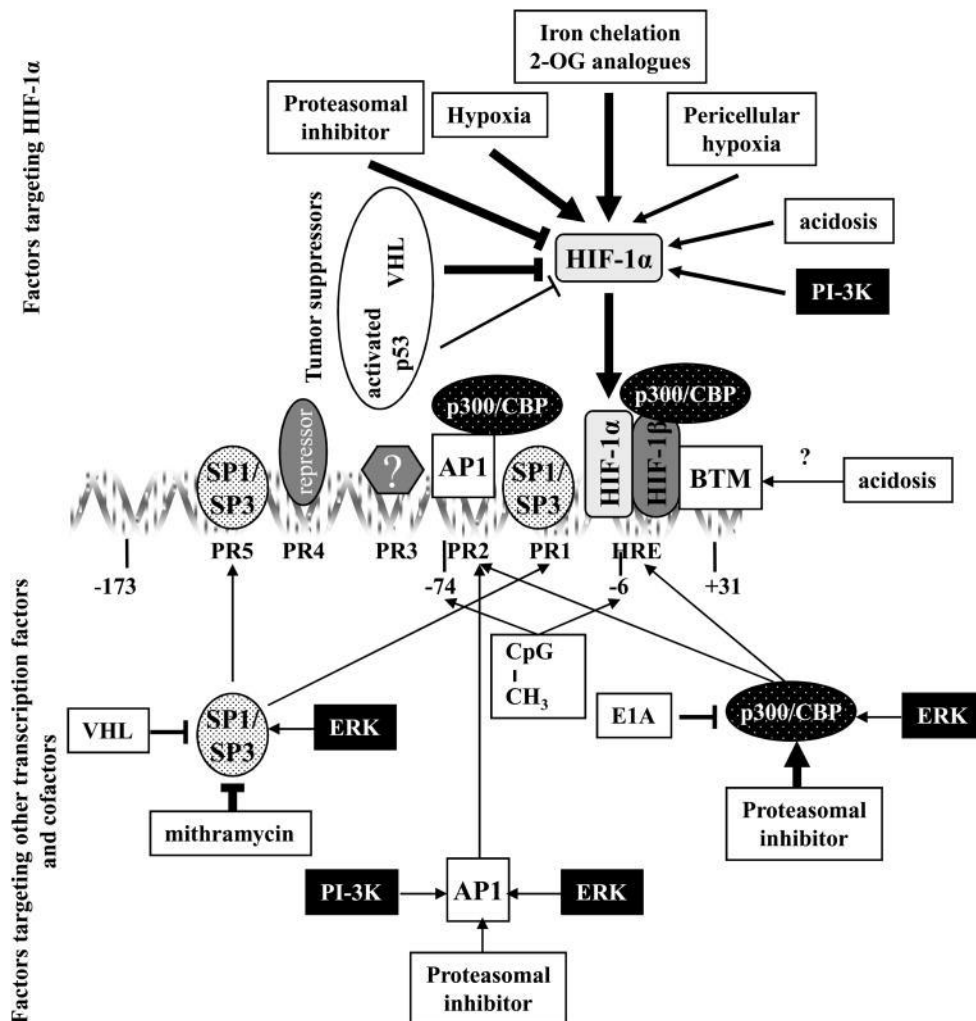 Factors targeting HIF-1α
Iron chelation
2-OG analogues
Proteasomal
inhibitor
Hypoxia
Pericellular
hypoxia
Tumor suppressors
VHL
activated
p53
HIF-1α
acidosis
PI-3K
p300/CBP
p300/CBP
SP1/
SP3
repressor
?
AP1
SP1/
SP3
HIF-1α
HIF-1β
BTM
?
acidosis
PR5
PR4
PR3
PR2
PR1
HRE
-173
-74
-6
+31
Factors targeting other transcription factors
and cofactors
CpG
CH3
VHL
SP1/
SP3
ERK
E1A
p300/CBP
ERK
mithramycin
Proteasomal
inhibitor
PI-3K
AP1
ERK
Proteasomal
inhibitor